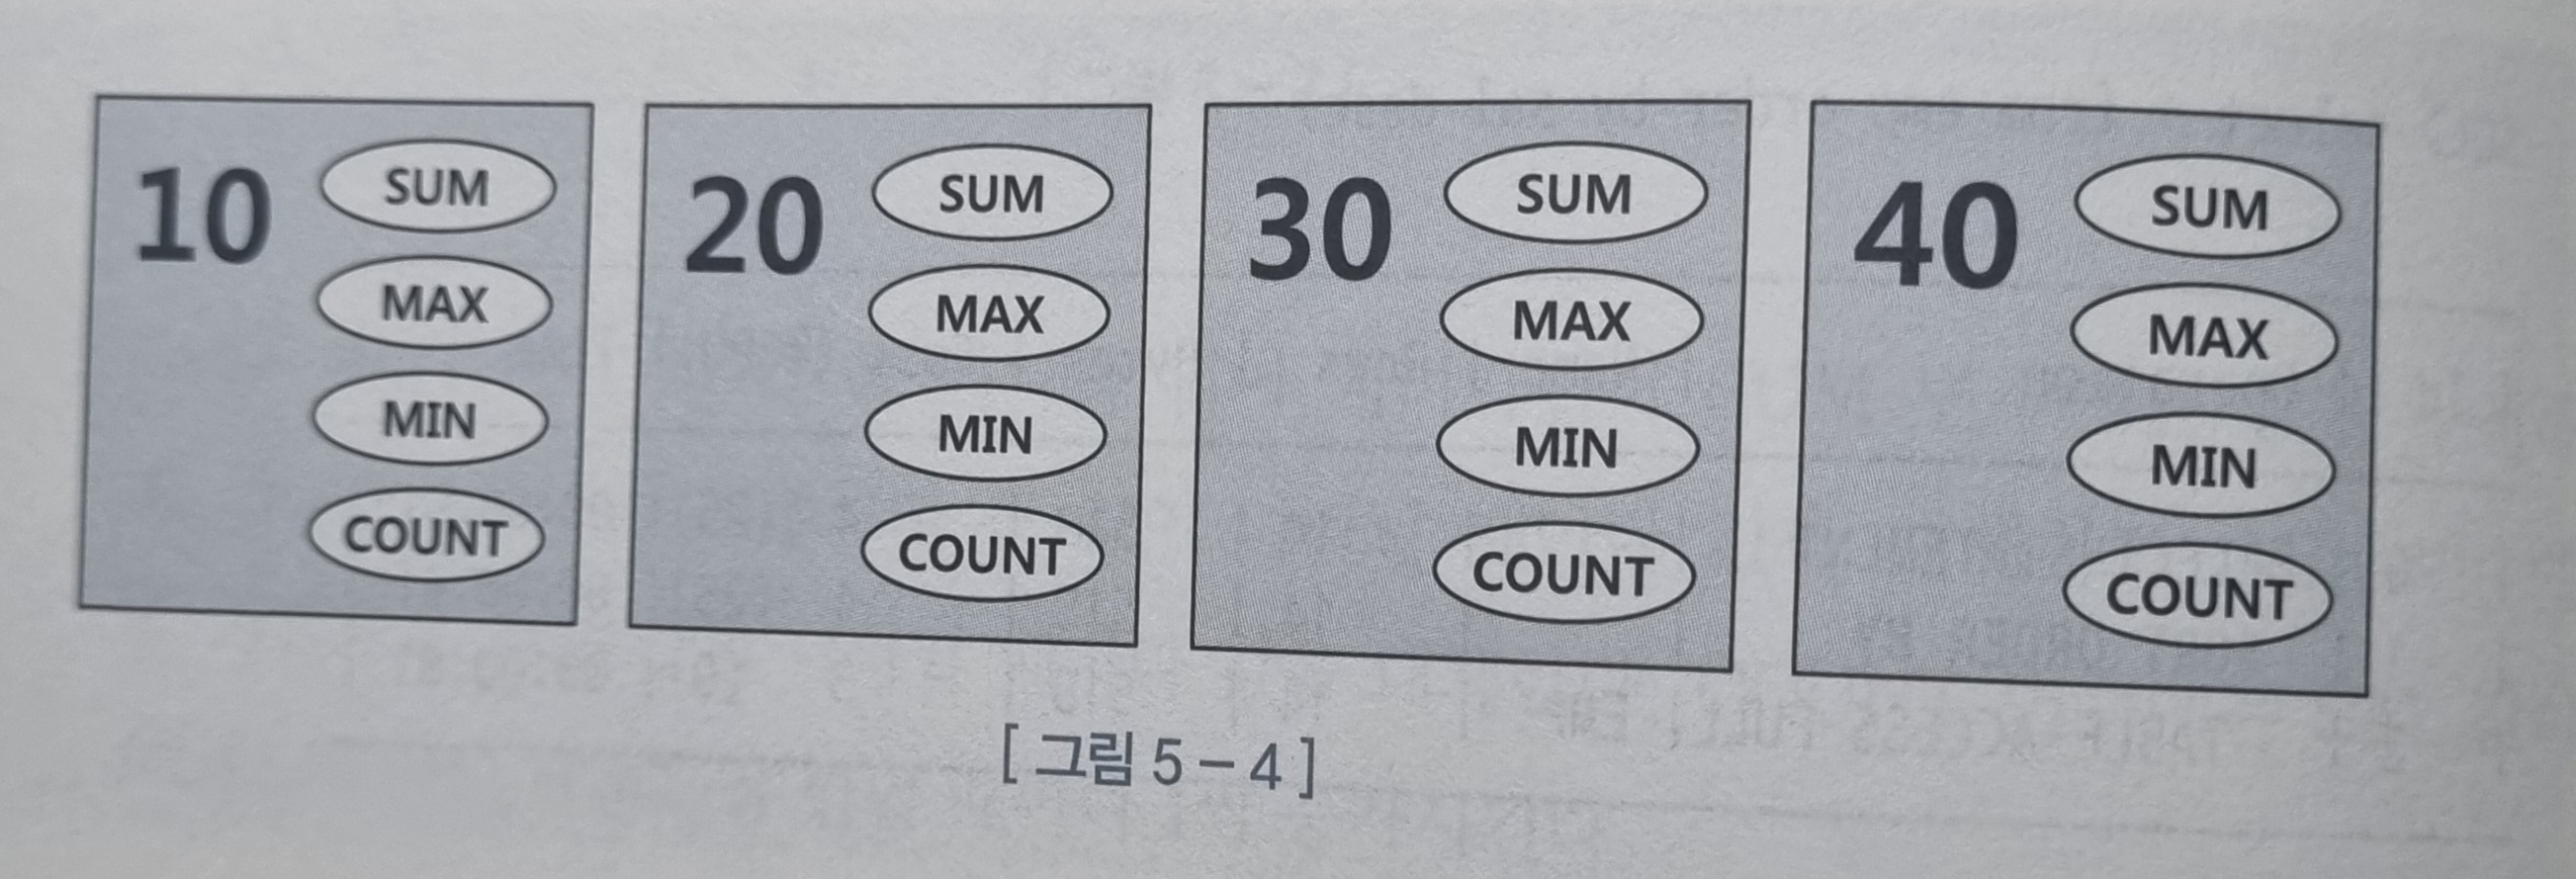 10 SUM MAX MIN COUNT
20 SUM MAX MIN COUNT
30 SUM MAX MIN COUNT
40 SUM MAX MIN COUNT
[ 그림 5 - 4 ]